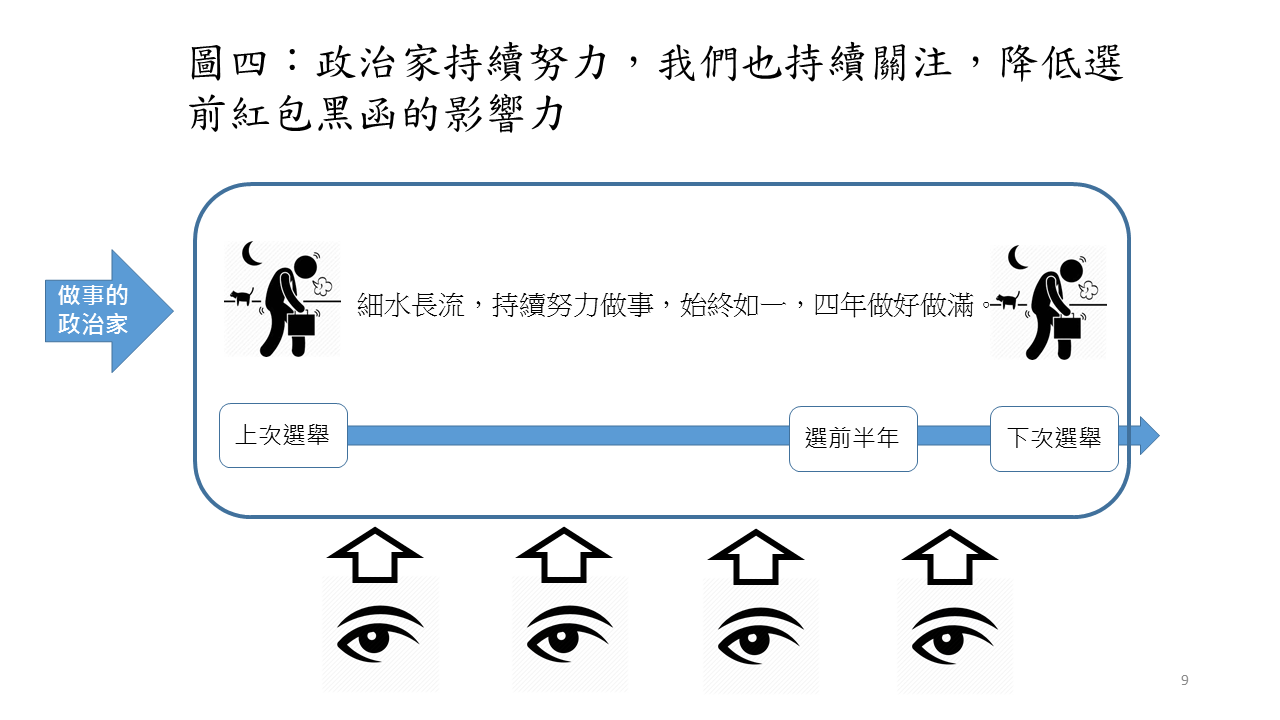 圖四：政治家持續努力，我們也持續關注，降低選
前紅包黑函的影響力
做事的
政治家
細水長流，持續努力做事，始終如一，四年做好做滿。
上次選舉
選前半年
下次選舉
9